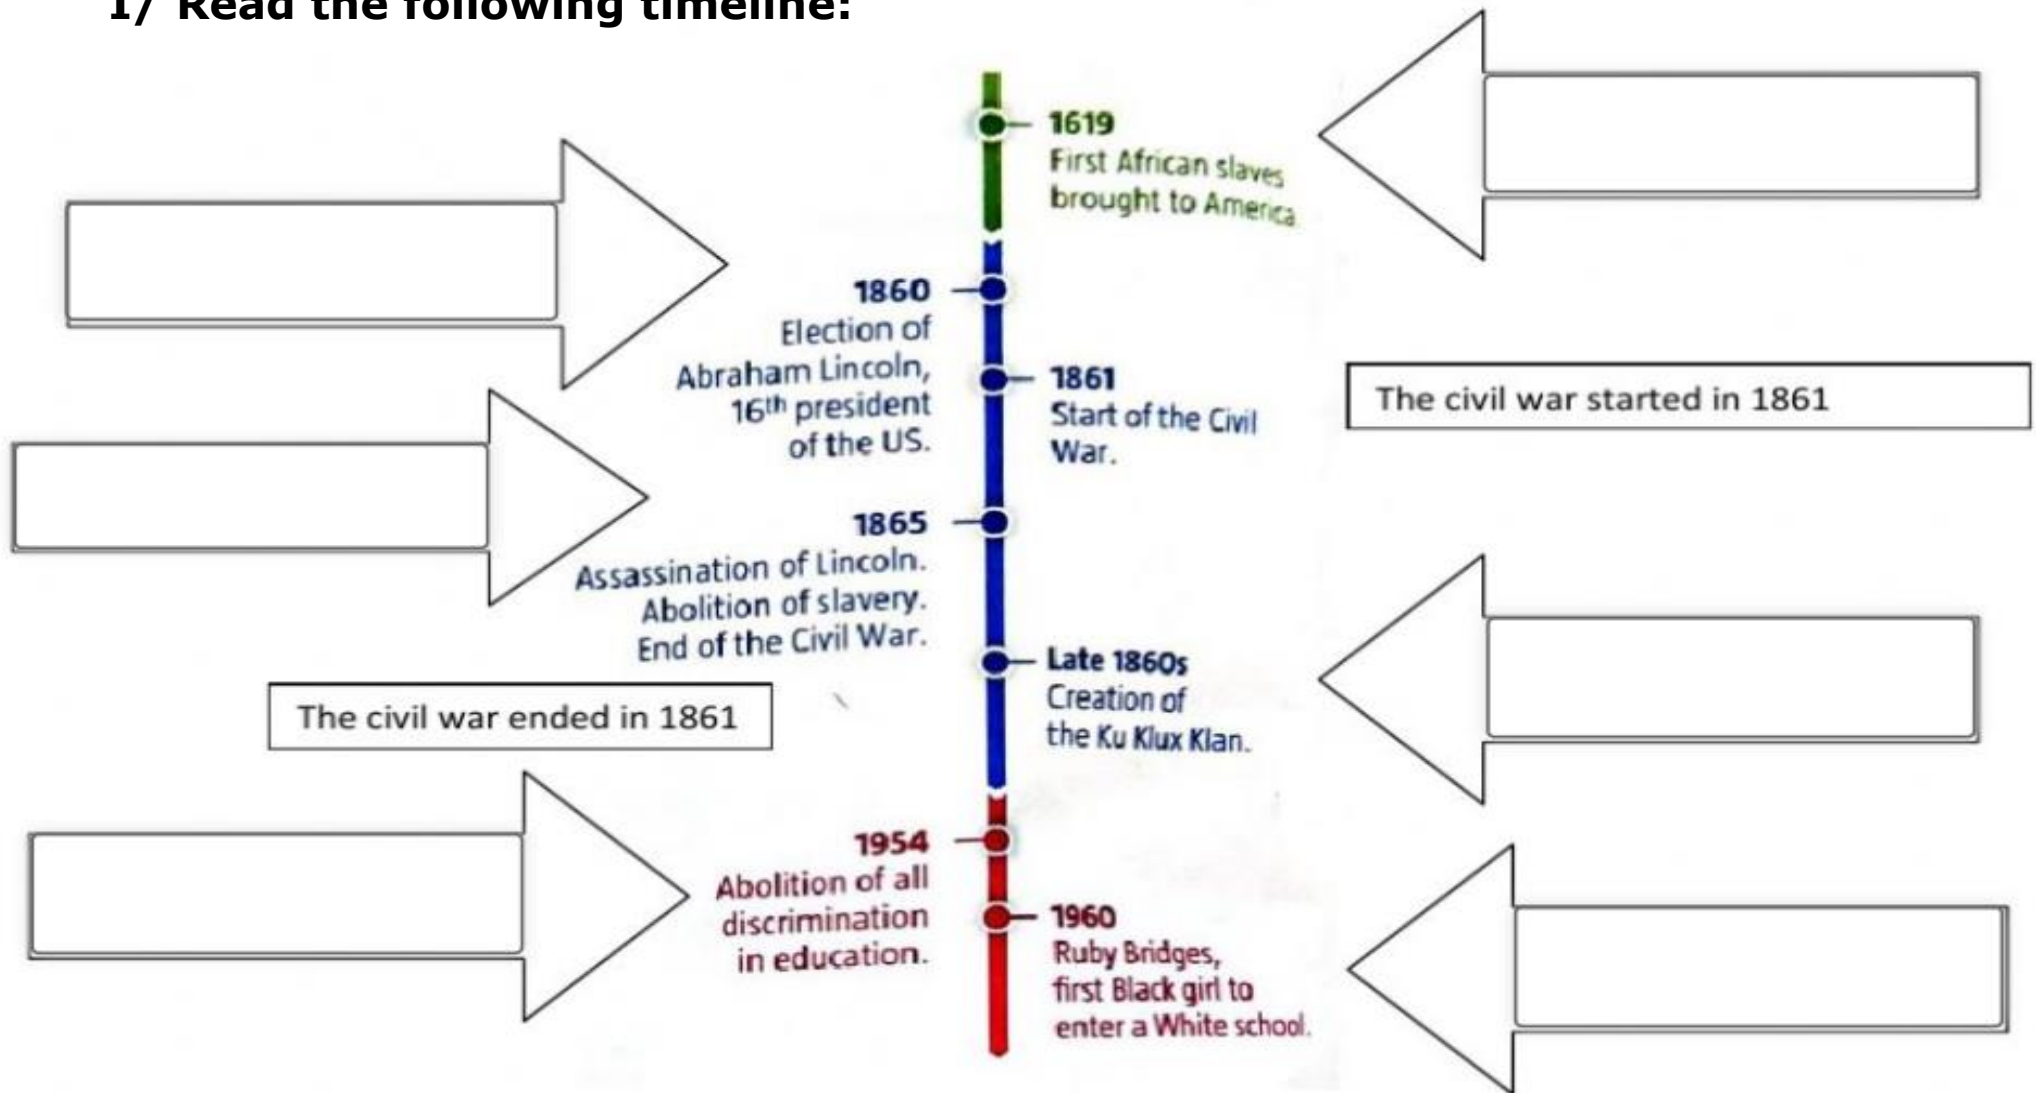 1/ Read the following timeline:
1619
First African slaves
brought to America
1860
Election of
Abraham Lincoln,
16th president
of the US.
1861
Start of the Civil
War.
The civil war started in 1861
1865
Assassination of Lincoln.
Abolition of slavery.
End of the Civil War.
Late 1860s
Creation of
the Ku Klux Klan.
The civil war ended in 1861
1954
Abolition of all
discrimination
in education.
1960
Ruby Bridges,
first Black girl to
enter a White school.